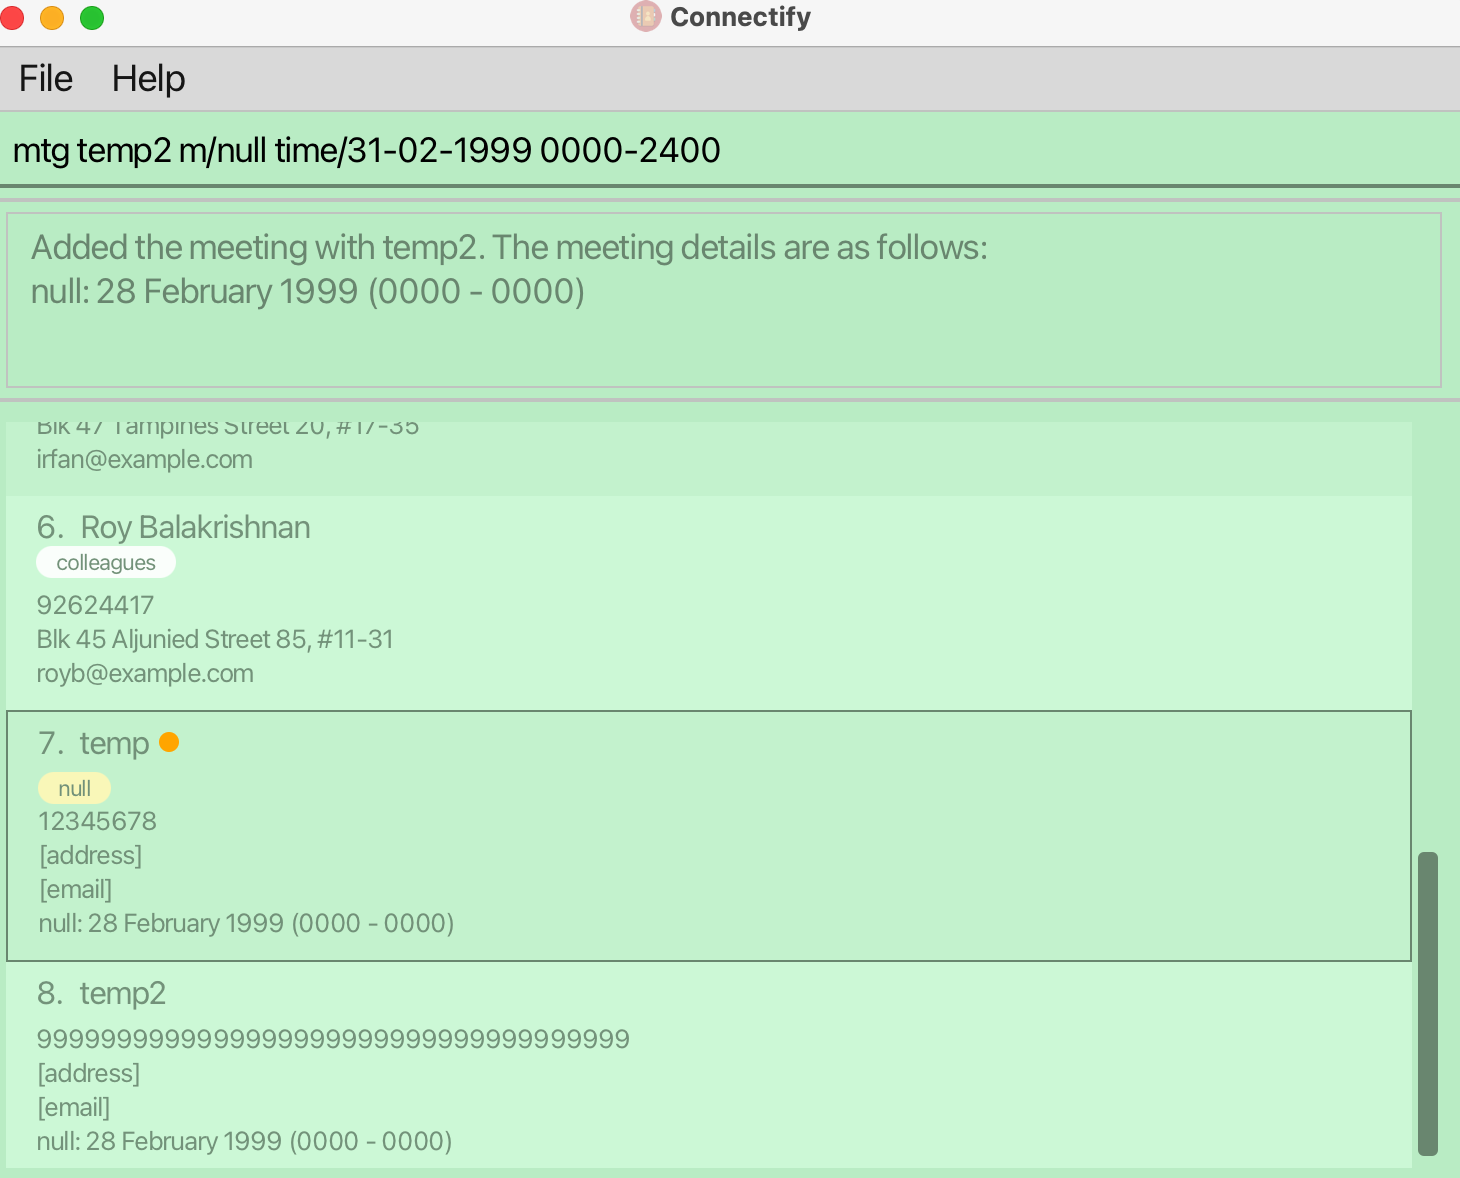 Connectify
File Help
mtg temp2 m/null time/31-02-1999 0000-2400
Added the meeting with temp2. The meeting details are as follows:
null: 28 February 1999 (0000 - 0000)
Blk 47 Tampines Street 20, #17-35
irfan@example.com
6. Roy Balakrishnan
colleagues
92624417
Blk 45 Aljunied Street 85, #11-31
royb@example.com
7. temp
null
12345678
[address]
[email]
null: 28 February 1999 (0000 - 0000)
8. temp2
9999999999999999999999999999999999999
[address]
[email]
null: 28 February 1999 (0000 - 0000)